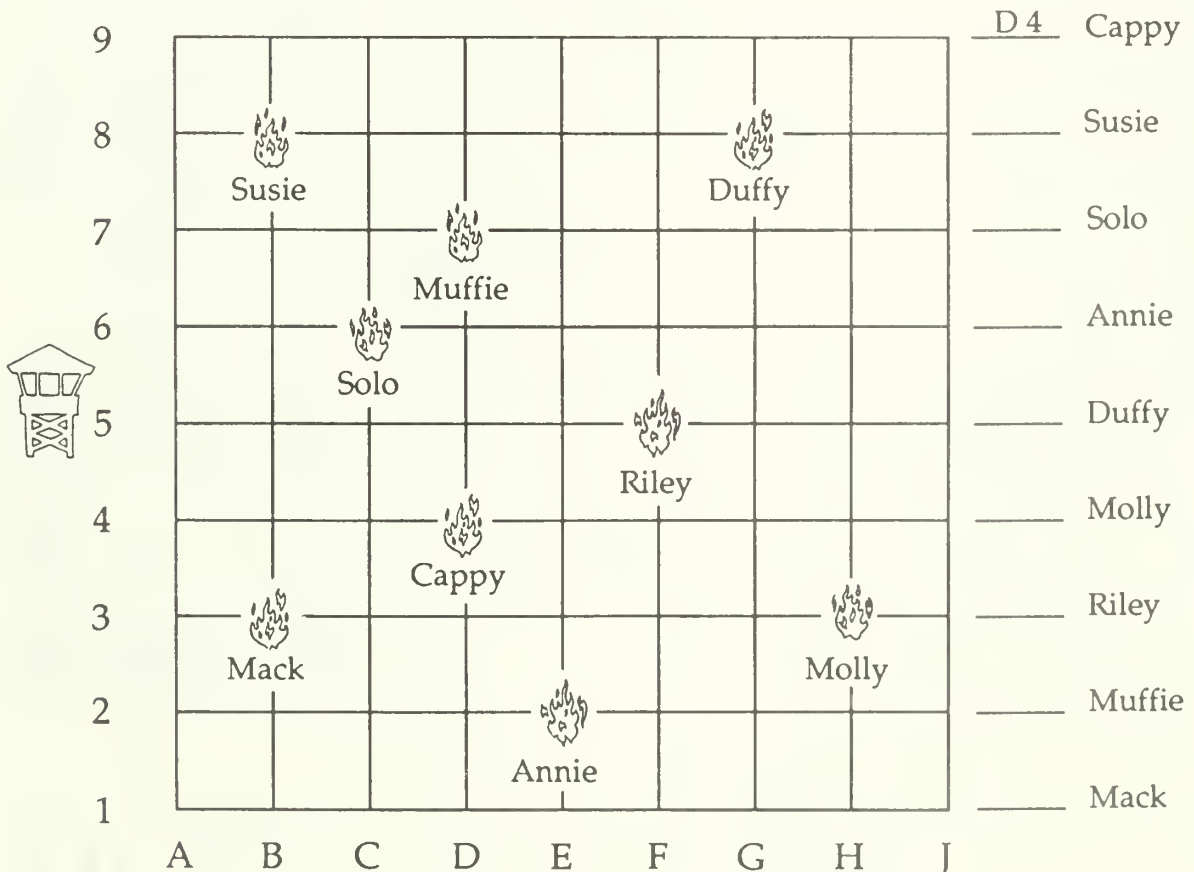 9
D 4 Cappy
8
Susie
Duffy
Susie
7
Muffie
Solo
6
Solo
Annie
5
Riley
Duffy
4
Cappy
Molly
3
Mack
Molly
Riley
2
Annie
Muffie
1
Mack
A B C D E F G H J